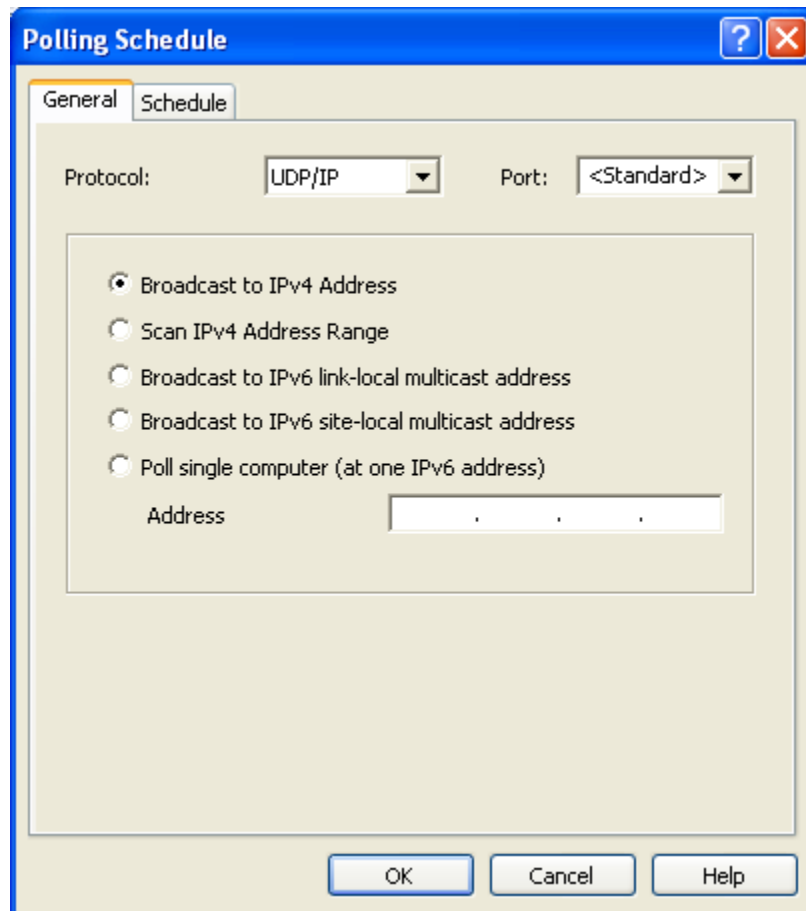 Polling Schedule
General Schedule
Protocol: UDP/IP Port: <Standard>
Broadcast to IPv4 Address
Scan IPv4 Address Range
Broadcast to IPv6 link-local multicast address
Broadcast to IPv6 site-local multicast address
Poll single computer (at one IPv6 address)
Address . . .
OK Cancel Help